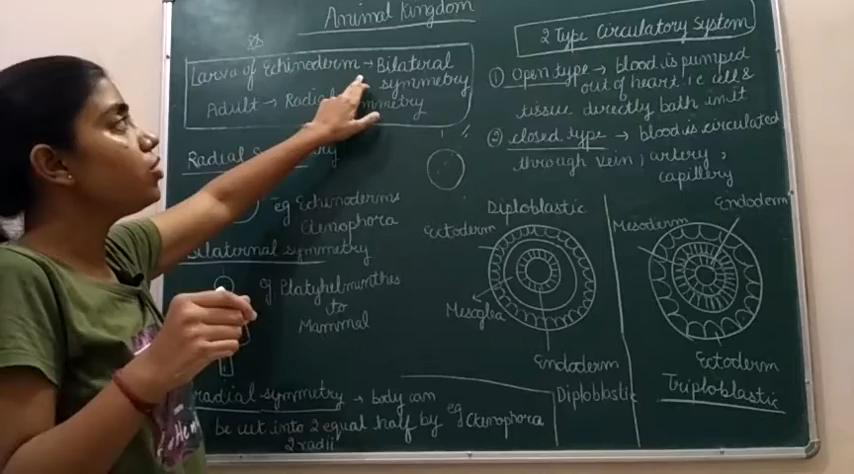 Animal Kingdom
Larva of Echinoderm → Bilateral
symmetry
Adult → Radial symmetry
Radial
eg Echinoderms
Ctenophora
Bilaternal symmetry
g Platyhelminthes
to
Mammal
radial symmetry → body can
be cut into 2 equal half by eg Ctenophora
2 radii
2 Type Circulatory System
① Open type → blood is pumped
out of heart ie cell &
tissue directly bath in it
② closed type → blood is circulated
through vein, artery,
capillary
Diploblastic
Ectoderm
Mesoglea
Endoderm
Diploblastic
Mesoderm
Endoderm
Ectoderm
Triploblastic